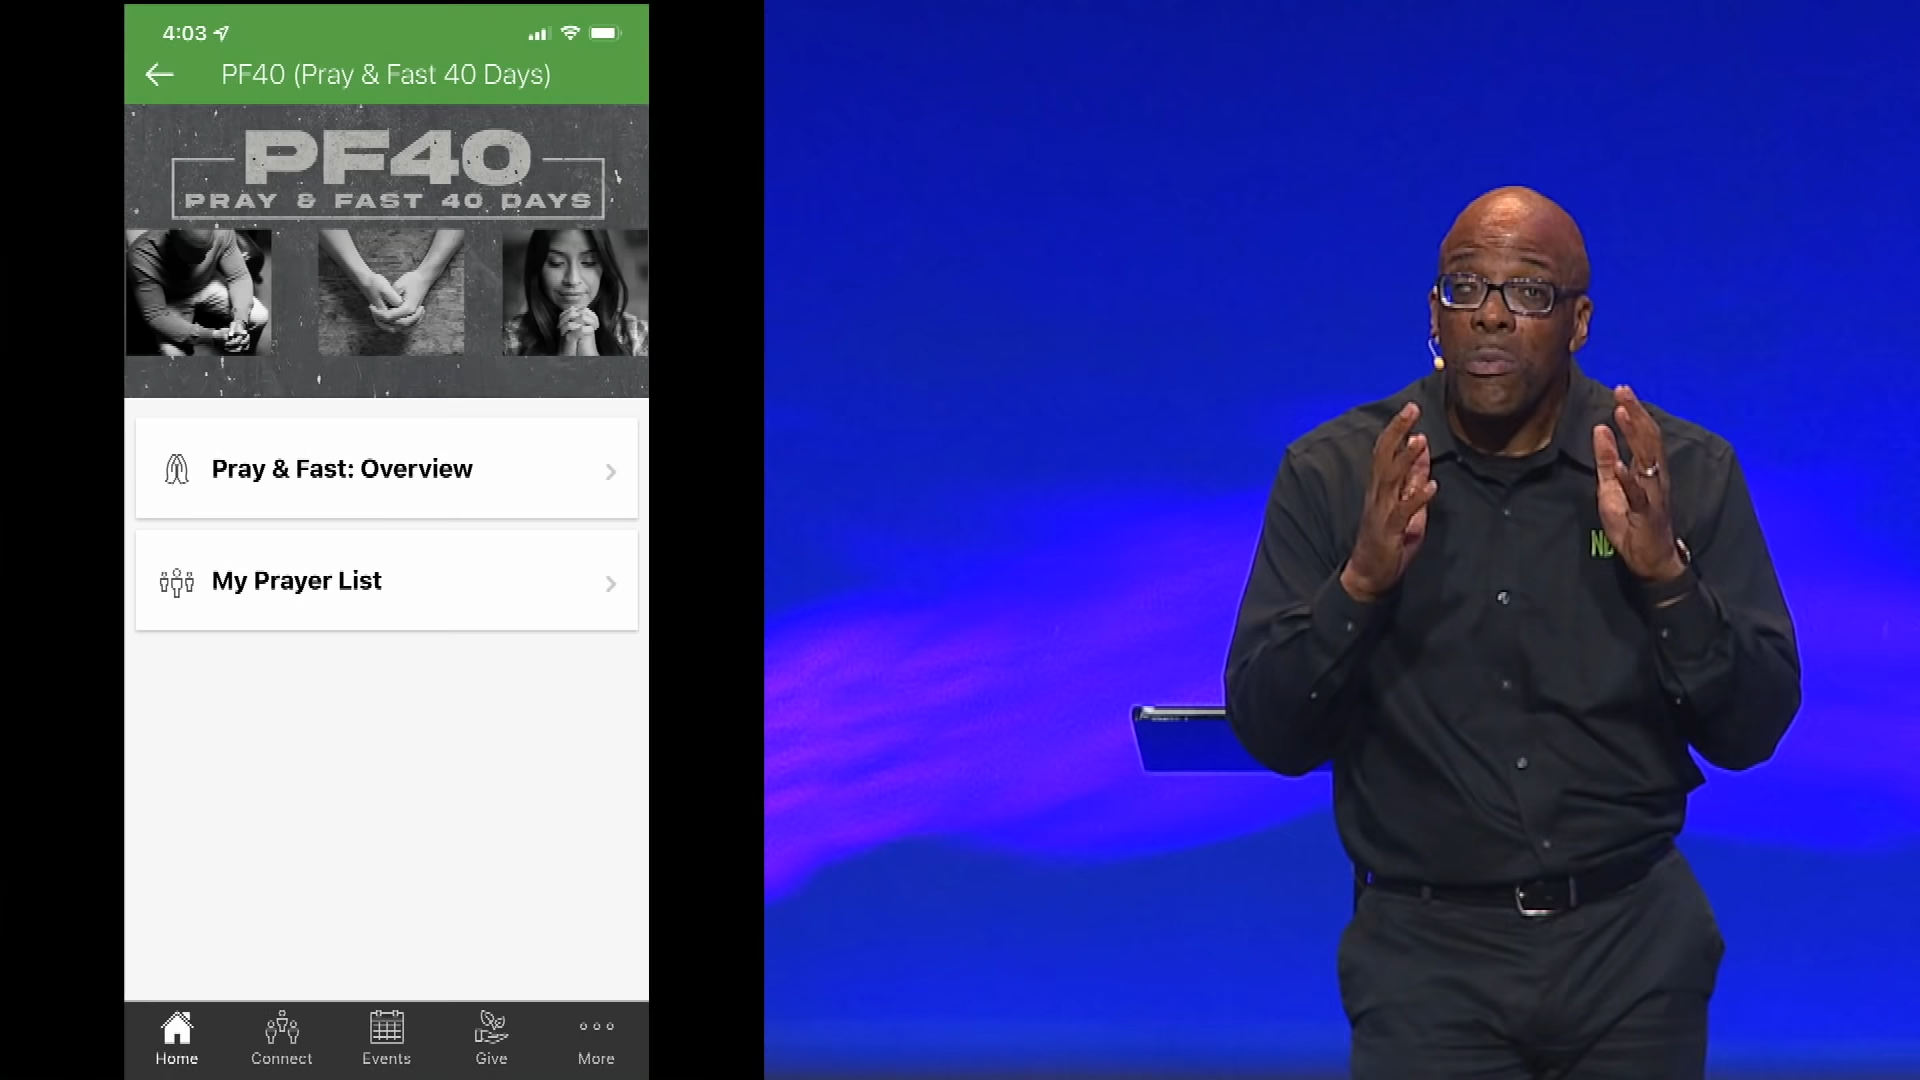 4:03
PF40 (Pray & Fast 40 Days)
PF40
PRAY & FAST 40 DAYS
Pray & Fast: Overview
My Prayer List
Home
Connect
Events
Give
More